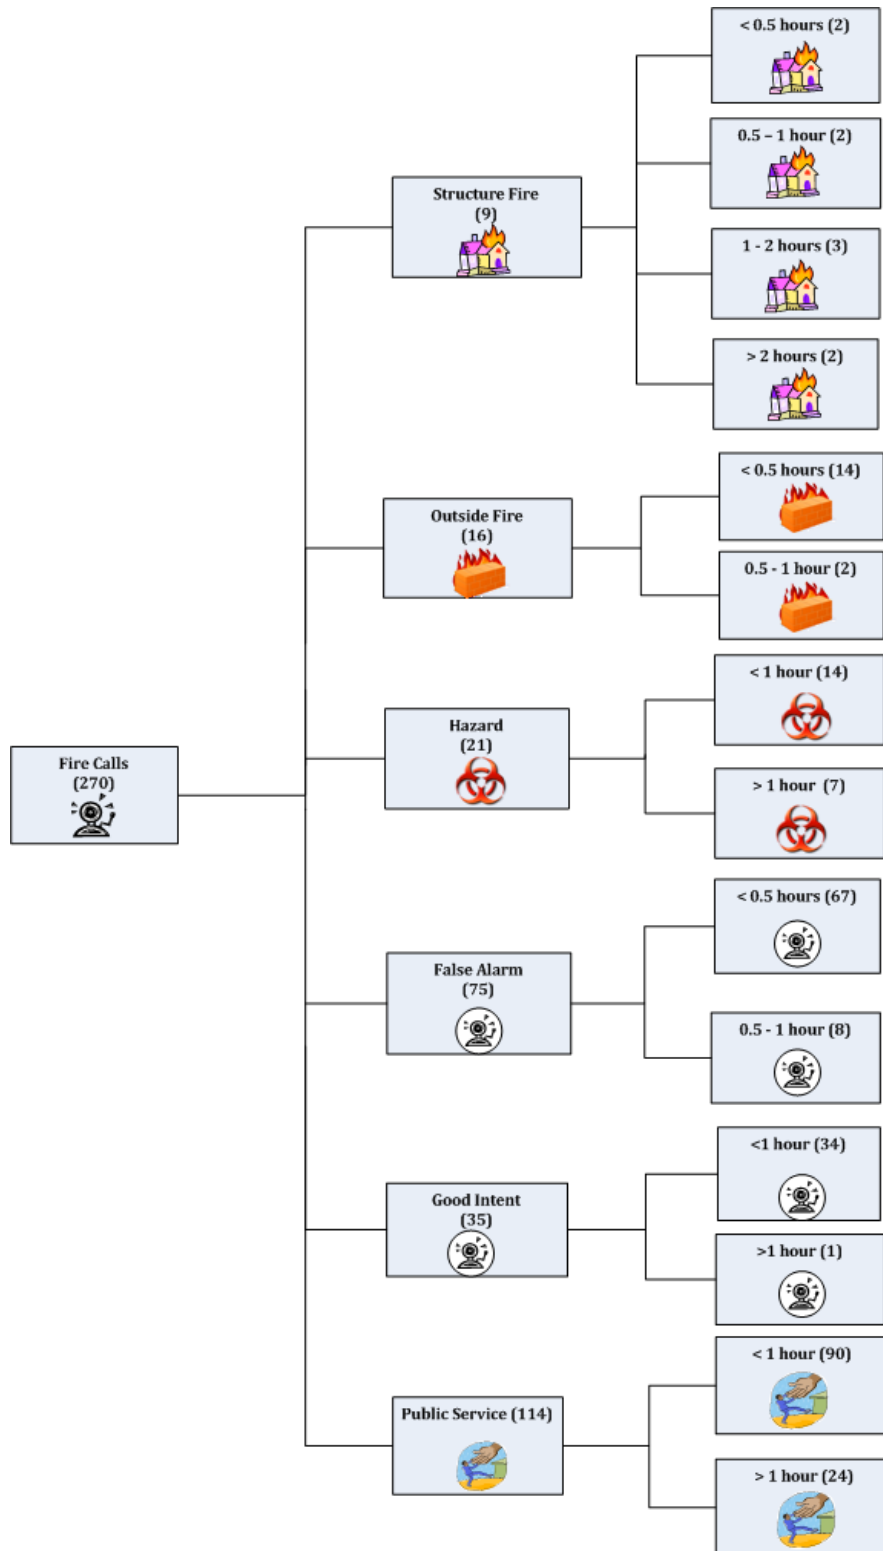 Fire Calls
(270)
Structure Fire
(9)
< 0.5 hours (2)
0.5 – 1 hour (2)
1 - 2 hours (3)
> 2 hours (2)
Outside Fire
(16)
< 0.5 hours (14)
0.5 - 1 hour (2)
Hazard
(21)
< 1 hour (14)
> 1 hour (7)
False Alarm
(75)
< 0.5 hours (67)
0.5 - 1 hour (8)
Good Intent
(35)
<1 hour (34)
>1 hour (1)
Public Service (114)
< 1 hour (90)
> 1 hour (24)